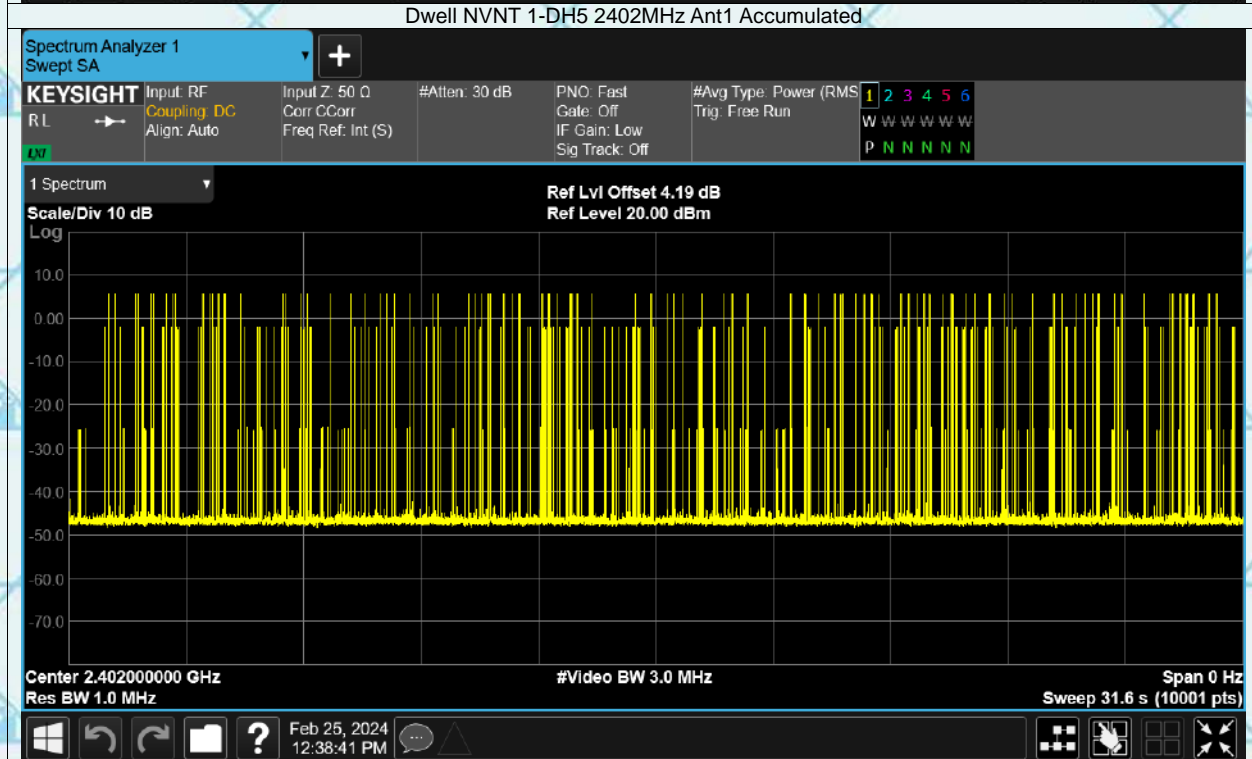 Dwell NVNT 1-DH5 2402MHz Ant1 Accumulated
Spectrum Analyzer 1
Swept SA
+
KEYSIGHT
RL
LXI
Input: RF
Coupling: DC
Align: Auto
Input Z: 50 Ω
Corr CCorr
Freq Ref: Int (S)
#Atten: 30 dB
PNO: Fast
Gate: Off
IF Gain: Low
Sig Track: Off
#Avg Type: Power (RMS
Trig: Free Run
1 2 3 4 5 6
W W W W W W
P N N N N N
1 Spectrum
Scale/Div 10 dB
Ref Lvl Offset 4.19 dB
Ref Level 20.00 dBm
Log
10.0
0.00
-10.0
-20.0
-30.0
-40.0
-50.0
-60.0
-70.0
Center 2.402000000 GHz
#Video BW 3.0 MHz
Span 0 Hz
Res BW 1.0 MHz
Sweep 31.6 s (10001 pts)
?
Feb 25, 2024
12:38:41 PM